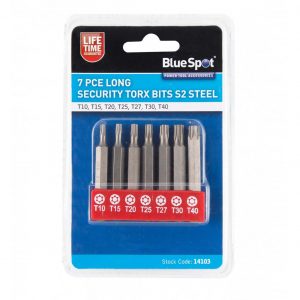 LIFE
TIME
GUARANTEE
BlueSpot
POWER TOOL ACCESSORIES
7 PCE LONG
SECURITY TORX BITS S2 STEEL
T10, T15, T20, T25, T27, T30, T40
T10 T15 T20 T25 T27 T30 T40
Stock Code: 14103